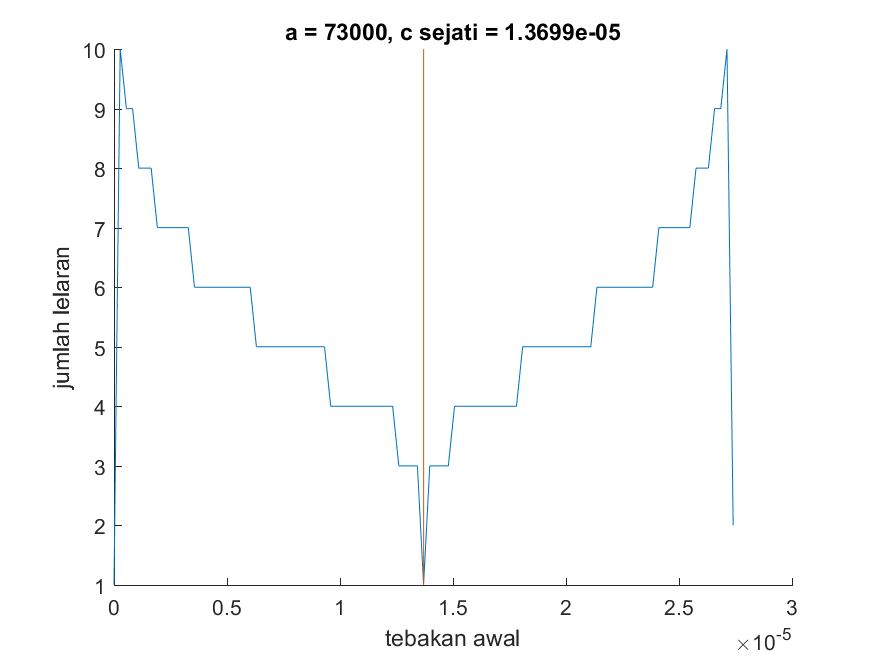 a = 73000, c sejati = 1.3699e-05
jumlah lelaran
10
9
8
7
6
5
4
3
2
1
0 0.5 1 1.5 2 2.5 3
×10-5
tebakan awal